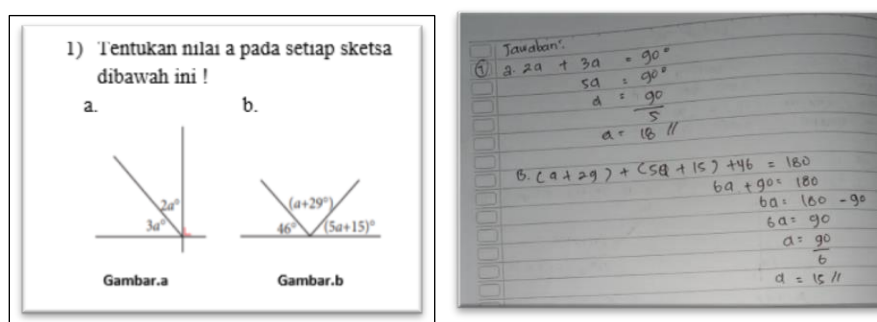 1) Tentukan nilai a pada setiap sketsa
dibawah ini !
a.
b.
2a°
3a°
(a+29°)
46°
(5a+15)°
Gambar.a
Gambar.b
Jawaban:
① a. 2a + 3a = 90°
5a = 90°
a = 90
5
a = 18 //
B. (a + 29) + (5a + 15) + 46 = 180
6a + 90 = 180
6a = 180 - 90
6a = 90
a = 90
6
a = 15 //